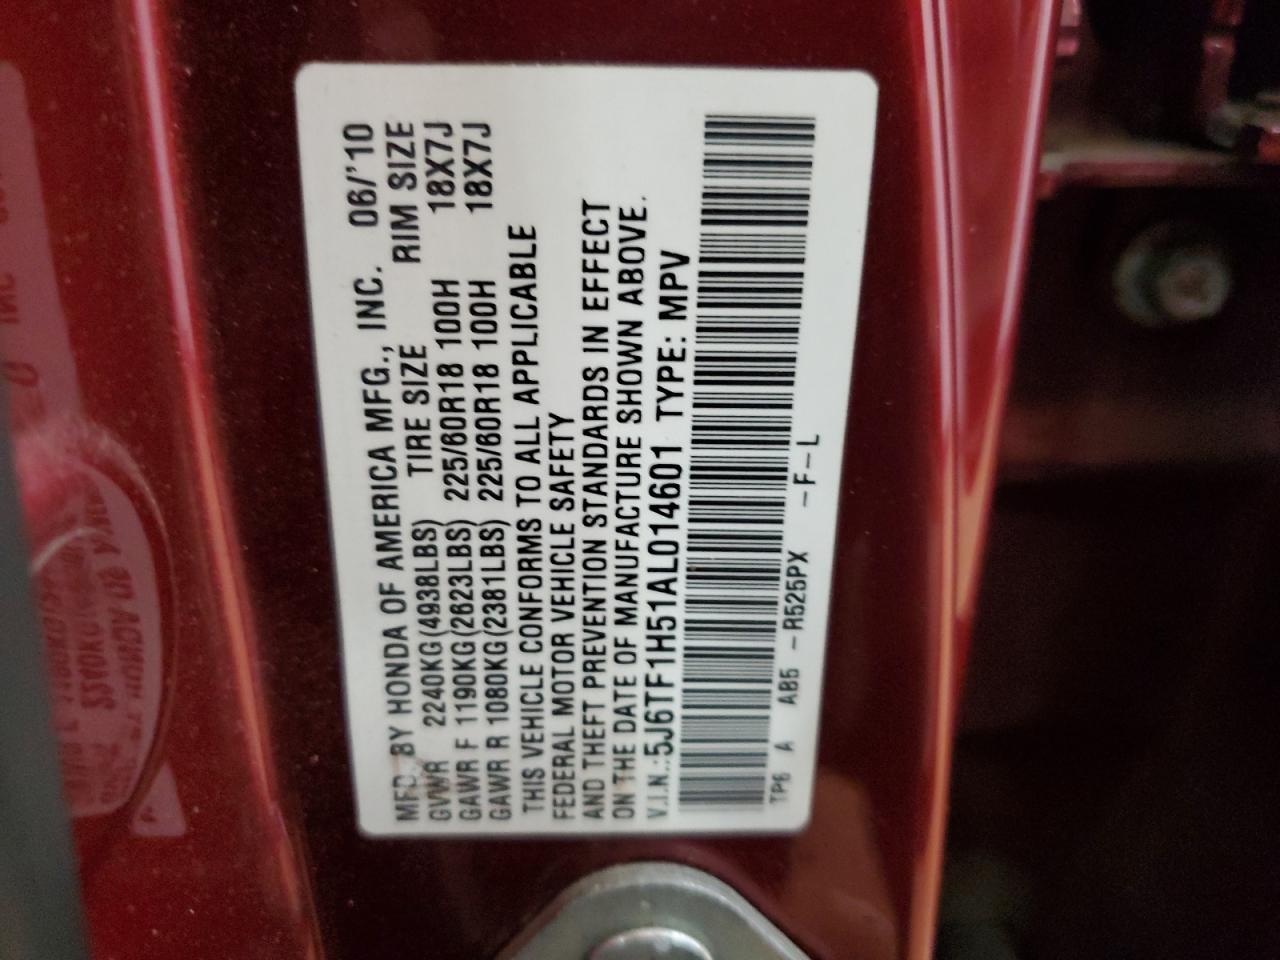 MFD. BY HONDA OF AMERICA MFG., INC. 06/'10
TIRE SIZE RIM SIZE
GVWR 2240KG(4938LBS)
GAWR F 1190KG(2623LBS) 225/60R18 100H 18X7J
GAWR R 1080KG(2381LBS) 225/60R18 100H 18X7J
THIS VEHICLE CONFORMS TO ALL APPLICABLE
FEDERAL MOTOR VEHICLE SAFETY
AND THEFT PREVENTION STANDARDS IN EFFECT
ON THE DATE OF MANUFACTURE SHOWN ABOVE.
V.I.N.:5J6TF1H51AL014601 TYPE: MPV
TP6 A AB5 -R525PX -F-L